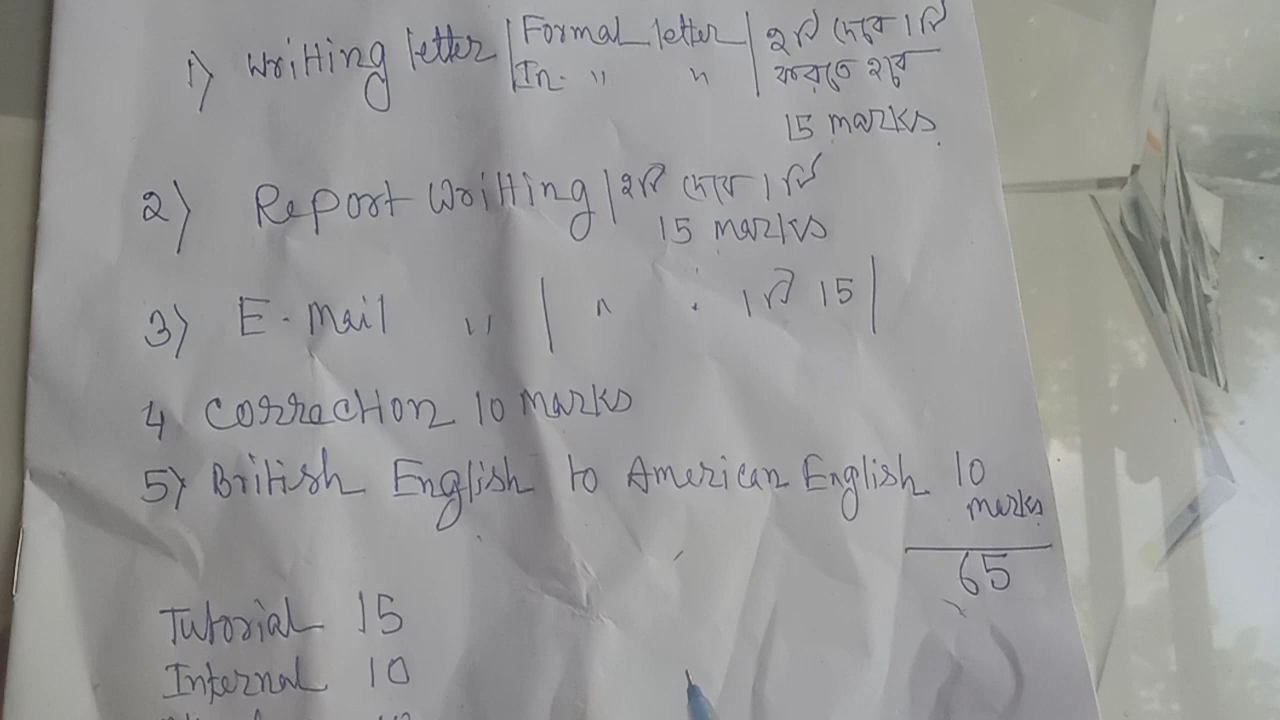 1) Writting letter | Formal letter | ২টি দেবে ১টি
In. " " | করতে হবে
15 marks
2) Report Writting | ২টি দেবে ১টি
15 marks
3) E-mail " | " . ১টি 15 |
4 Correction 10 marks
5) British English to American English 10
marks
65
Tutorial 15
Internal 10